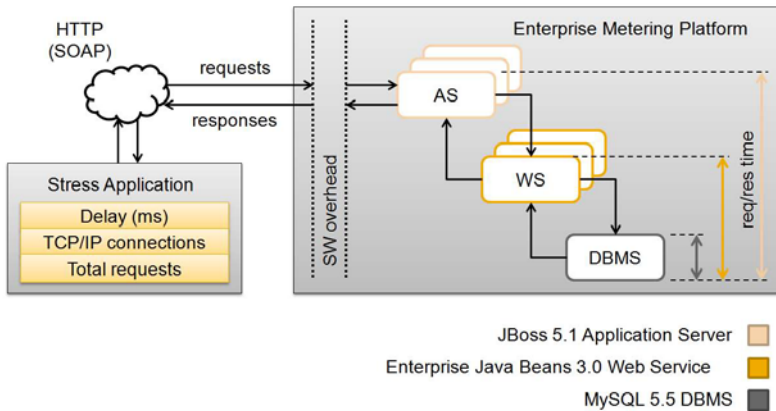 HTTP
(SOAP)
Enterprise Metering Platform
requests
responses
AS
WS
DBMS
SW overhead
req/res time
Stress Application
Delay (ms)
TCP/IP connections
Total requests
JBoss 5.1 Application Server
Enterprise Java Beans 3.0 Web Service
MySQL 5.5 DBMS